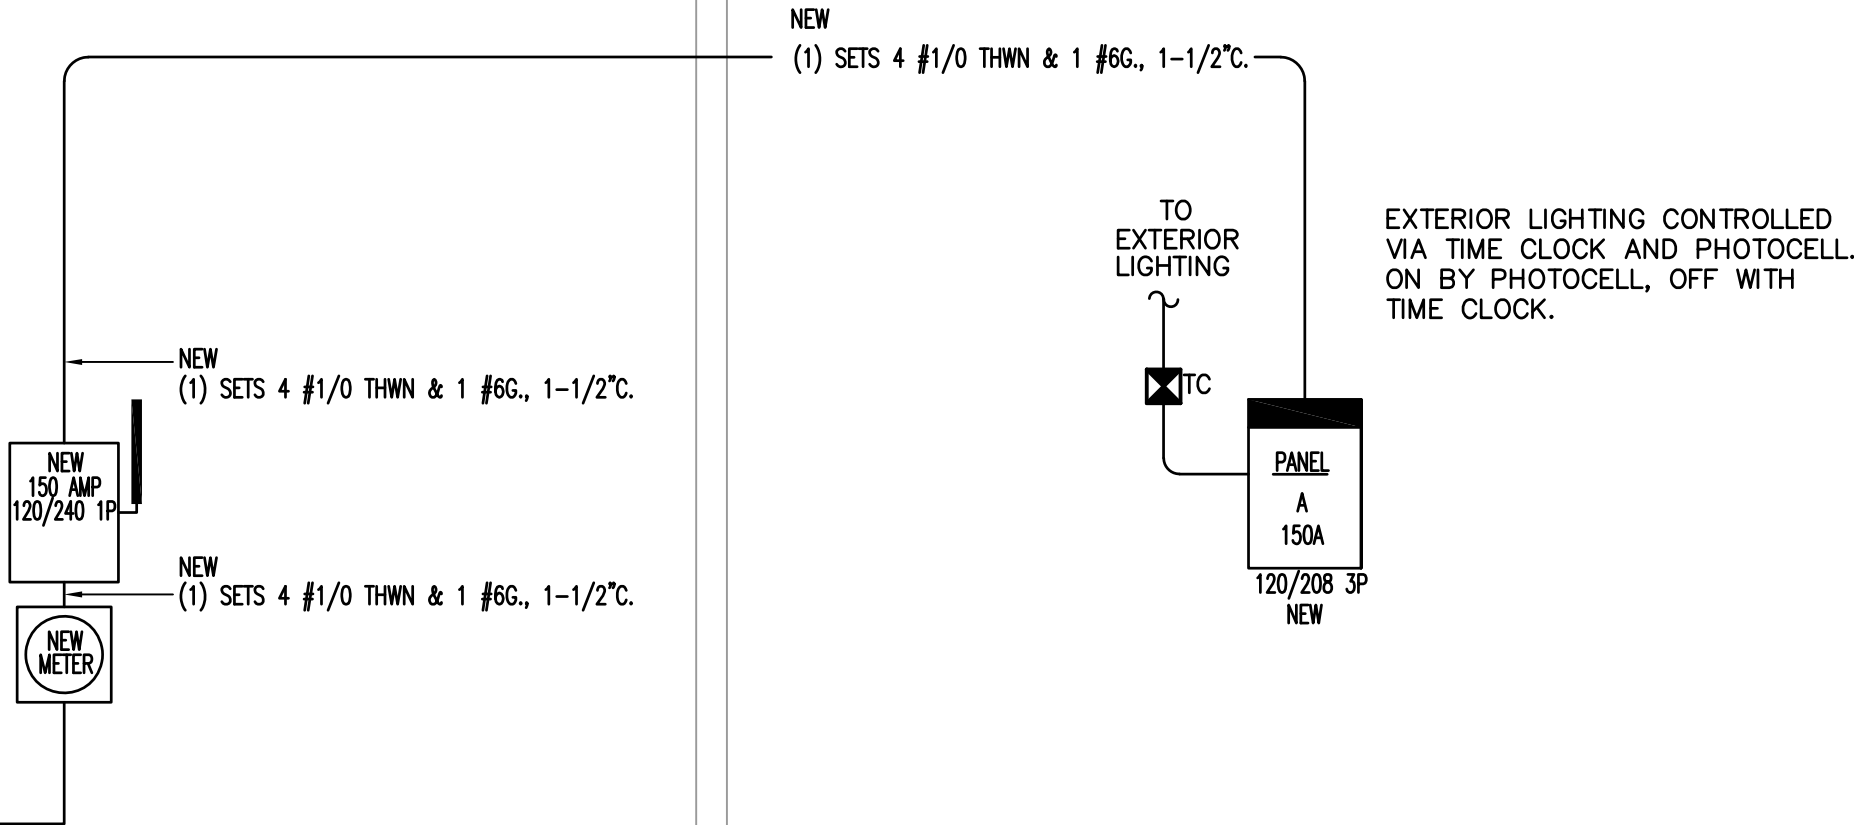 NEW
(1) SETS 4 #1/0 THWN & 1 #6G., 1-1/2"C.
TO
EXTERIOR
LIGHTING
EXTERIOR LIGHTING CONTROLLED
VIA TIME CLOCK AND PHOTOCELL.
ON BY PHOTOCELL, OFF WITH
TIME CLOCK.
NEW
(1) SETS 4 #1/0 THWN & 1 #6G., 1-1/2"C.
TC
NEW
150 AMP
120/240 1P
PANEL
A
150A
120/208 3P
NEW
NEW
(1) SETS 4 #1/0 THWN & 1 #6G., 1-1/2"C.
NEW
METER